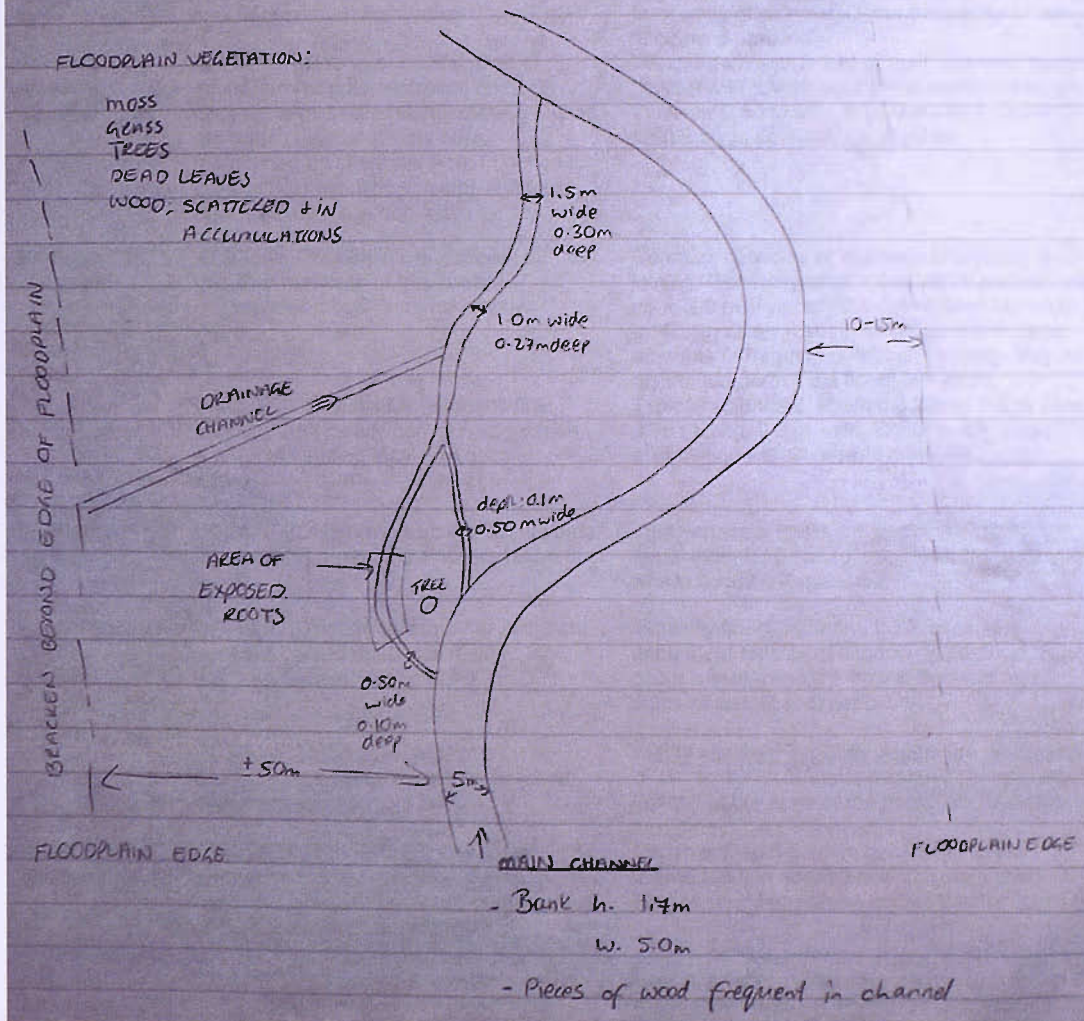 FLOODPLAIN VEGETATION:
MOSS
GRASS
TREES
DEAD LEAVES
WOOD, SCATTERED + IN
ACCUMULATIONS
1.5m
wide
0.30m
deep
1.0m wide
0.27m deep
10-15m
DRAINAGE
CHANNEL
BRACKEN BEYOND EDGE OF FLOODPLAIN
depth: 0.1m
0.50m wide
AREA OF
EXPOSED
ROOTS
TREE
0.50m
wide
0.10m
deep
±50m
5m
FLOODPLAIN EDGE
FLOODPLAIN EDGE
MAIN CHANNEL
- Bank h. 1.7m
w. 5.0m
- Pieces of wood frequent in channel